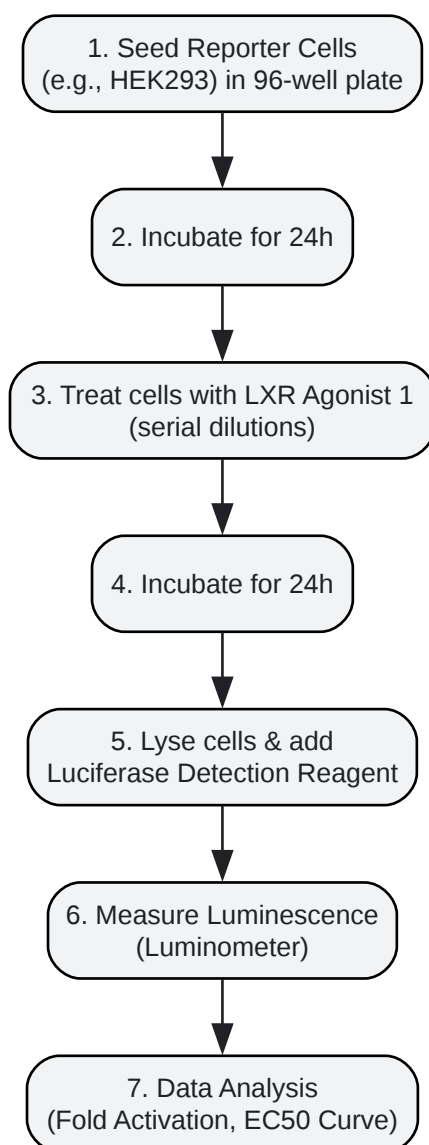 1. Seed Reporter Cells
(e.g., HEK293) in 96-well plate
2. Incubate for 24h
3. Treat cells with LXR Agonist 1
(serial dilutions)
4. Incubate for 24h
5. Lyse cells & add
Luciferase Detection Reagent
6. Measure Luminescence
(Luminometer)
7. Data Analysis
(Fold Activation, EC50 Curve)